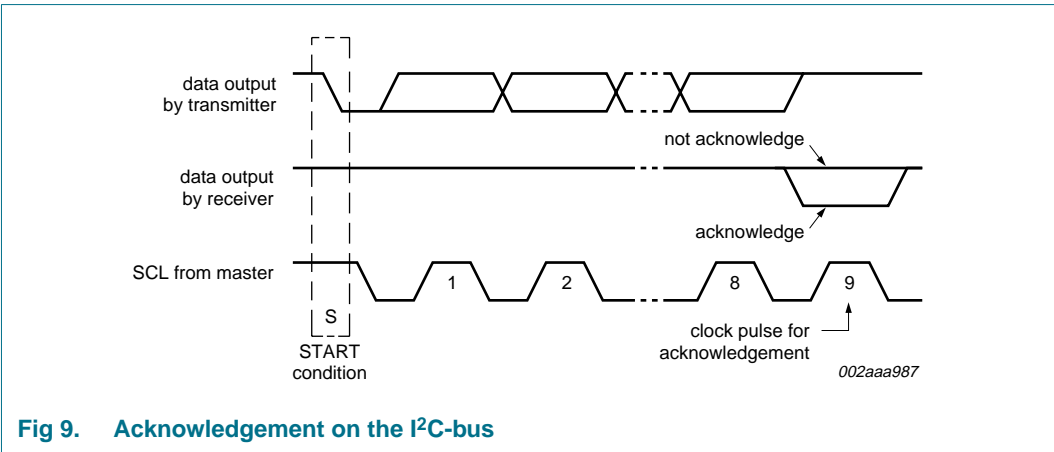 data output
by transmitter
not acknowledge
data output
by receiver
acknowledge
SCL from master
1
2
8
9
S
START
condition
clock pulse for
acknowledgement
002aaa987
Fig 9. Acknowledgement on the I²C-bus